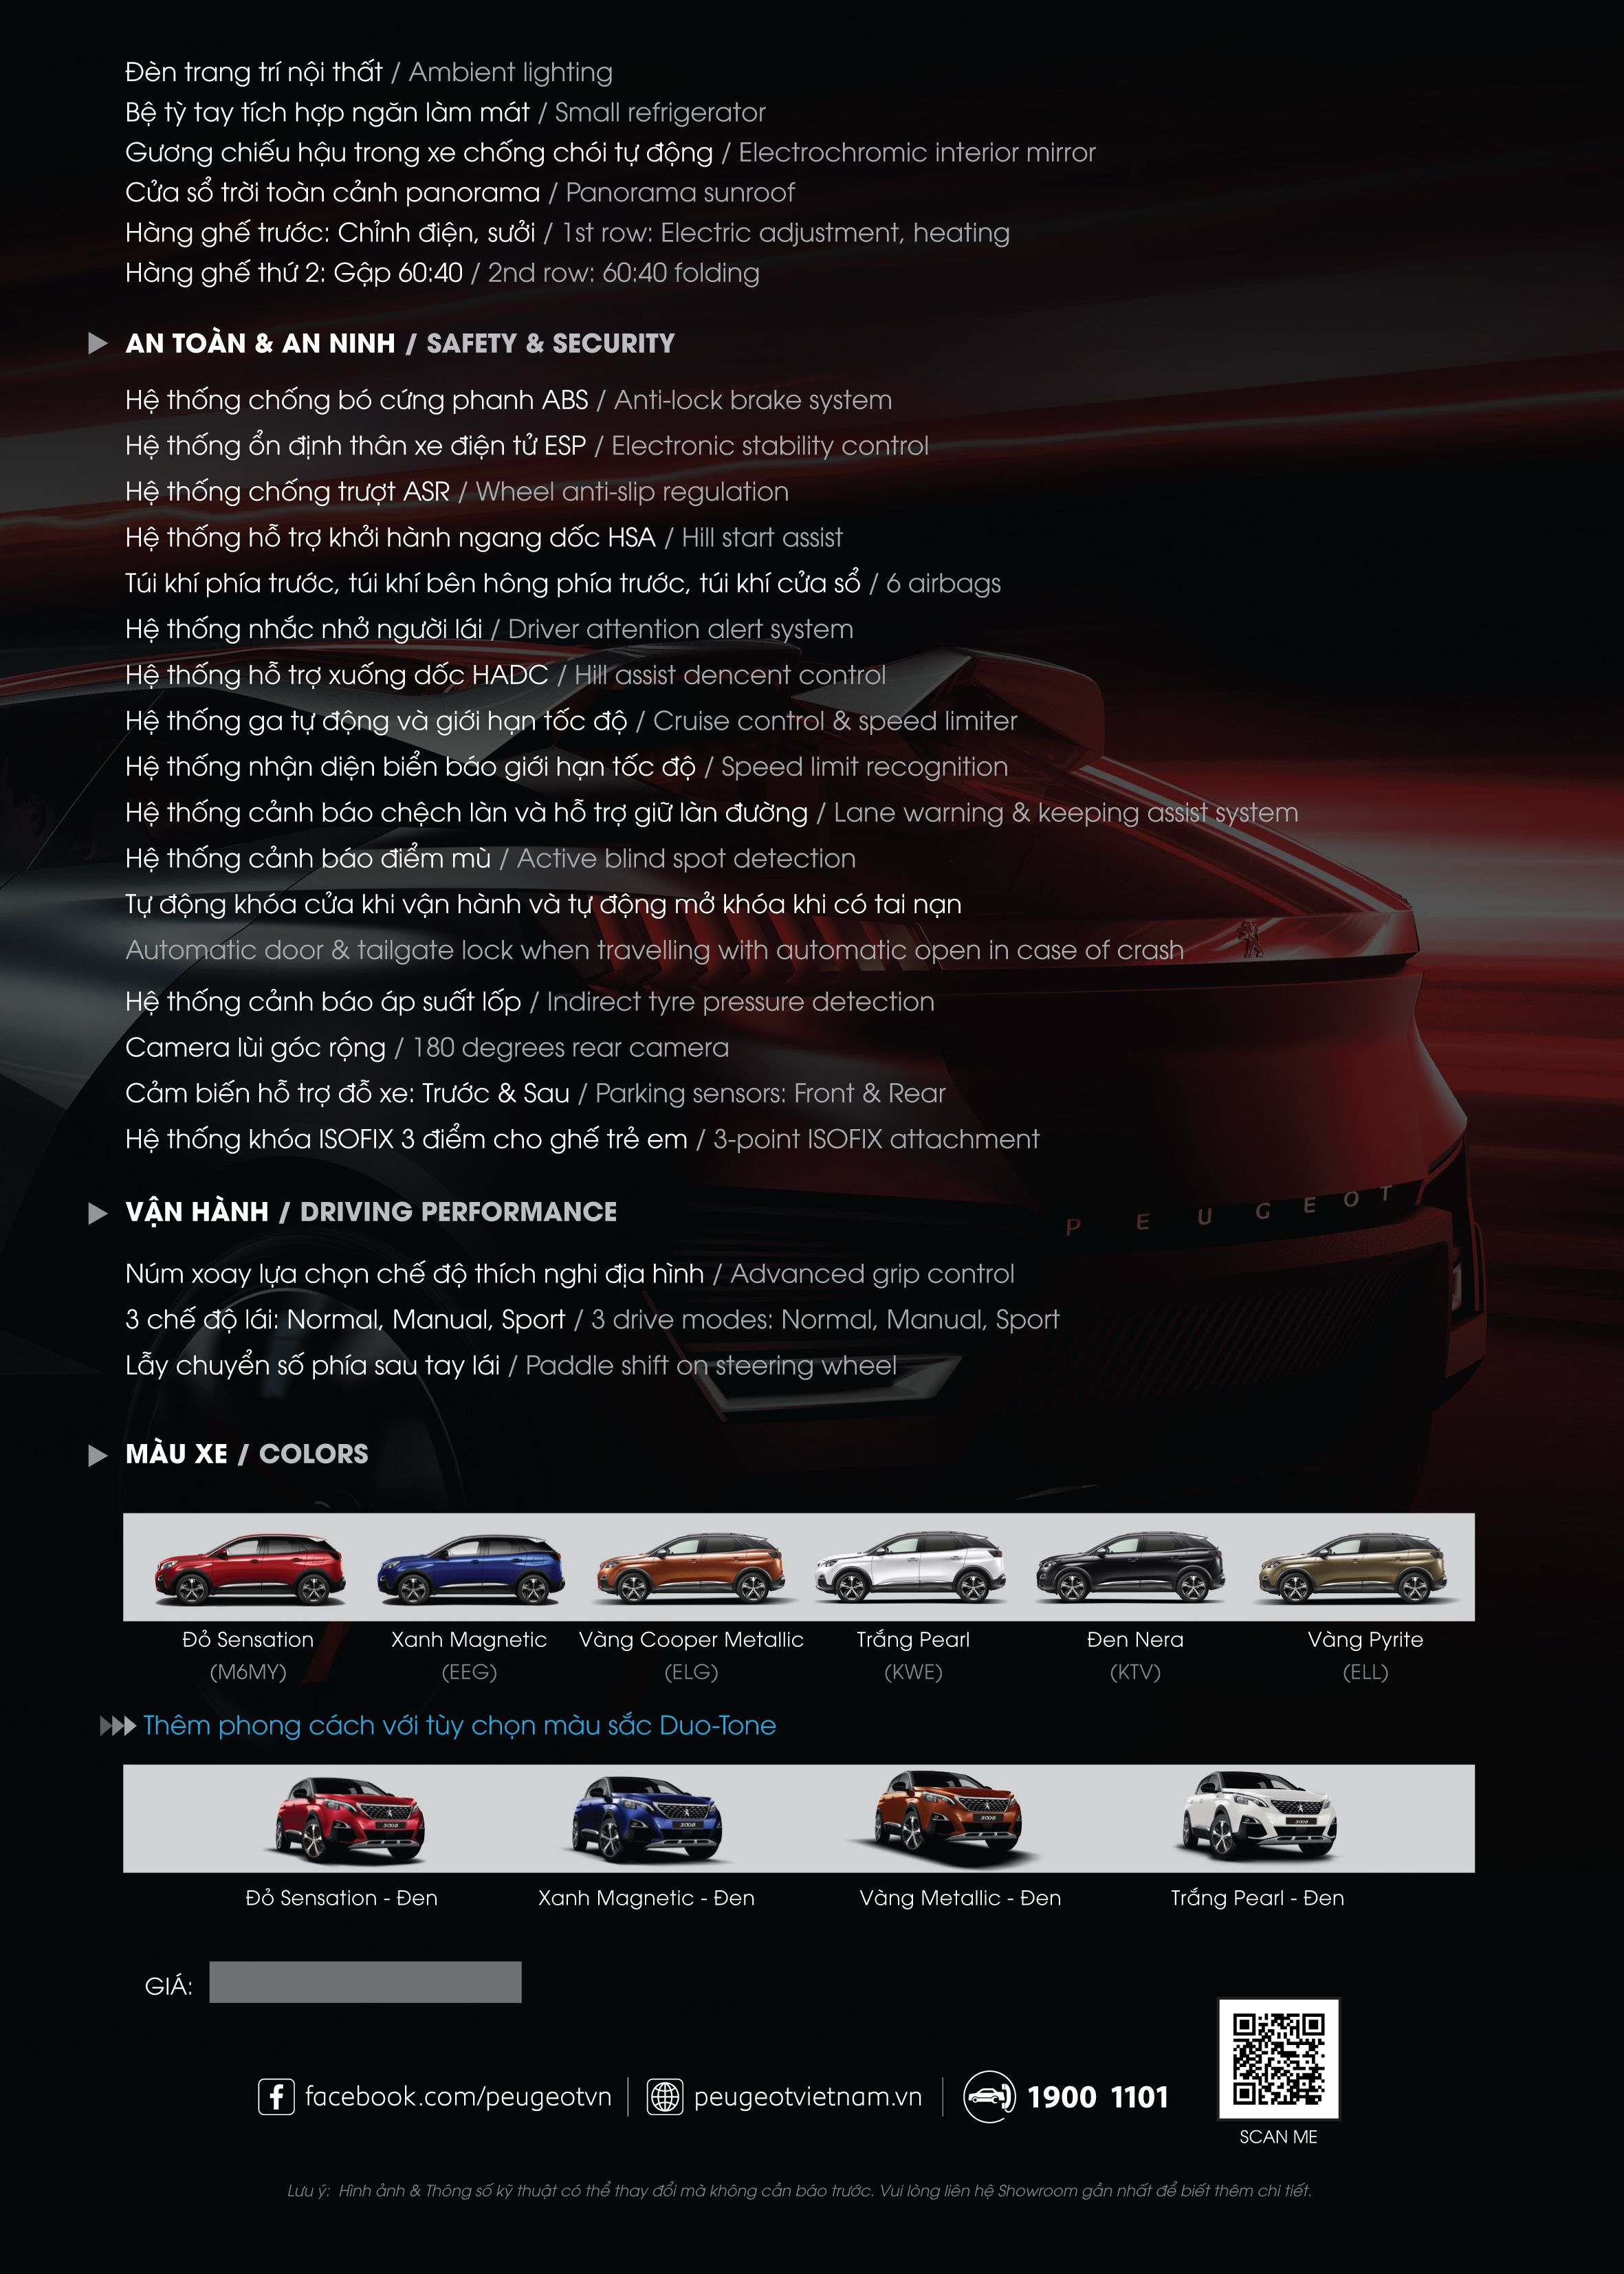 Đèn trang trí nội thất / Ambient lighting
Bệ tỳ tay tích hợp ngăn làm mát / Small refrigerator
Gương chiếu hậu trong xe chống chói tự động / Electrochromic interior mirror
Cửa sổ trời toàn cảnh panorama / Panorama sunroof
Hàng ghế trước: Chỉnh điện, sưởi / 1st row: Electric adjustment, heating
Hàng ghế thứ 2: Gập 60:40 / 2nd row: 60:40 folding
AN TOÀN & AN NINH / SAFETY & SECURITY
Hệ thống chống bó cứng phanh ABS / Anti-lock brake system
Hệ thống ổn định thân xe điện tử ESP / Electronic stability control
Hệ thống chống trượt ASR / Wheel anti-slip regulation
Hệ thống hỗ trợ khởi hành ngang dốc HSA / Hill start assist
Túi khí phía trước, túi khí bên hông phía trước, túi khí cửa sổ / 6 airbags
Hệ thống nhắc nhở người lái / Driver attention alert system
Hệ thống hỗ trợ xuống dốc HADC / Hill assist dencent control
Hệ thống ga tự động và giới hạn tốc độ / Cruise control & speed limiter
Hệ thống nhận diện biển báo giới hạn tốc độ / Speed limit recognition
Hệ thống cảnh báo chệch làn và hỗ trợ giữ làn đường / Lane warning & keeping assist system
Hệ thống cảnh báo điểm mù / Active blind spot detection
Tự động khóa cửa khi vận hành và tự động mở khóa khi có tai nạn
Automatic door & tailgate lock when travelling with automatic open in case of crash
Hệ thống cảnh báo áp suất lốp / Indirect tyre pressure detection
Camera lùi góc rộng / 180 degrees rear camera
Cảm biến hỗ trợ đỗ xe: Trước & Sau / Parking sensors: Front & Rear
Hệ thống khóa ISOFIX 3 điểm cho ghế trẻ em / 3-point ISOFIX attachment
PEUGEOT
VẬN HÀNH / DRIVING PERFORMANCE
Núm xoay lựa chọn chế độ thích nghi địa hình / Advanced grip control
3 chế độ lái: Normal, Manual, Sport / 3 drive modes: Normal, Manual, Sport
Lẫy chuyển số phía sau tay lái / Paddle shift on steering wheel
MÀU XE / COLORS
Đỏ Sensation Xanh Magnetic Vàng Cooper Metallic Trắng Pearl Đen Nera Vàng Pyrite
(M6MY) (EEG) (ELG) (KWE) (KTV) (ELL)
Thêm phong cách với tùy chọn màu sắc Duo-Tone
3008 3008 3008 3008
Đỏ Sensation - Đen Xanh Magnetic - Đen Vàng Metallic - Đen Trắng Pearl - Đen
GIÁ:
facebook.com/peugeotvn peugeotvietnam.vn 1900 1101
SCAN ME
Lưu ý: Hình ảnh & Thông số kỹ thuật có thể thay đổi mà không cần báo trước. Vui lòng liên hệ Showroom gần nhất để biết thêm chi tiết.